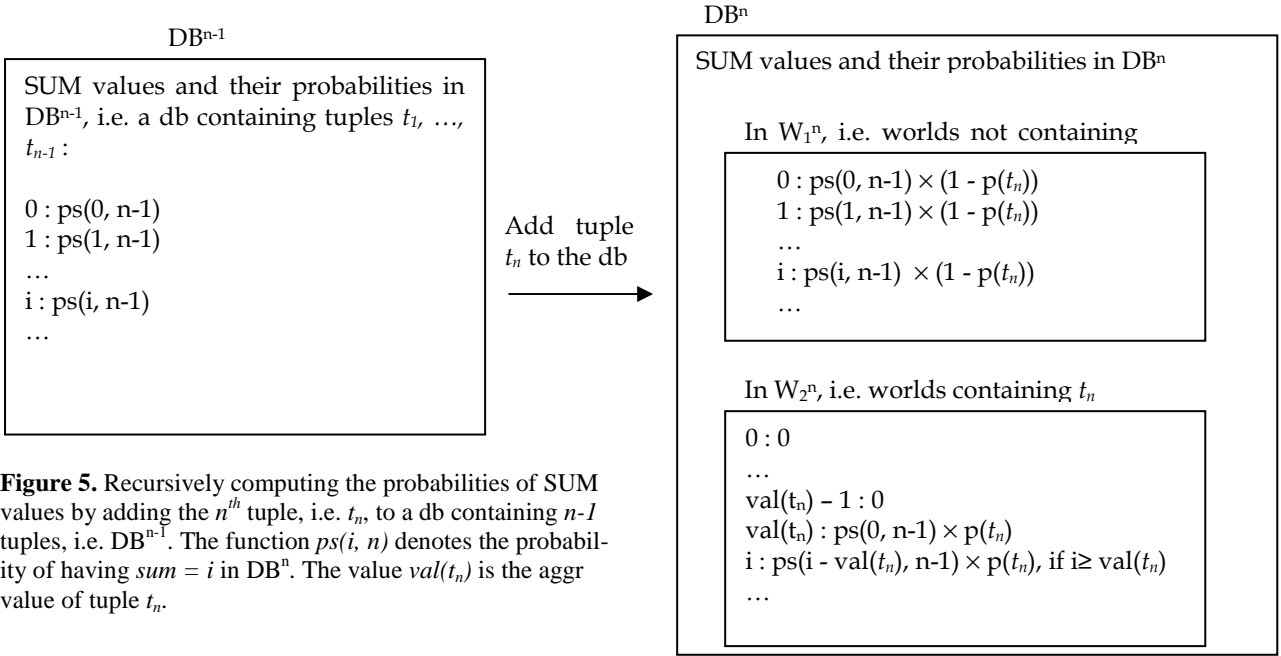 DBⁿ⁻¹
SUM values and their probabilities in
DBⁿ⁻¹, i.e. a db containing tuples t₁, …,
tₙ₋₁ :
0 : ps(0, n-1)
1 : ps(1, n-1)
…
i : ps(i, n-1)
…
Add tuple
tₙ to the db
DBⁿ
SUM values and their probabilities in DBⁿ
In W₁ⁿ, i.e. worlds not containing
0 : ps(0, n-1) × (1 - p(tₙ))
1 : ps(1, n-1) × (1 - p(tₙ))
…
i : ps(i, n-1) × (1 - p(tₙ))
…
In W₂ⁿ, i.e. worlds containing tₙ
0 : 0
…
val(tₙ) – 1 : 0
val(tₙ) : ps(0, n-1) × p(tₙ)
i : ps(i - val(tₙ), n-1) × p(tₙ), if i≥ val(tₙ)
…
Figure 5. Recursively computing the probabilities of SUM
values by adding the nᵗʰ tuple, i.e. tₙ, to a db containing n-1
tuples, i.e. DBⁿ⁻¹. The function ps(i, n) denotes the probabil-
ity of having sum = i in DBⁿ. The value val(tₙ) is the aggr
value of tuple tₙ.